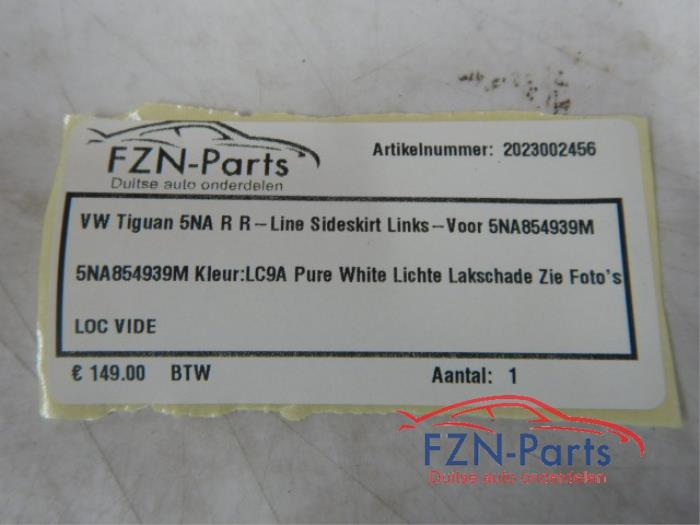 FZN-Parts
Duitse auto onderdelen
Artikelnummer: 2023002456
VW Tiguan 5NA R R-Line Sideskirt Links-Voor 5NA854939M
5NA854939M Kleur:LC9A Pure White Lichte Lakschade Zie Foto's
LOC VIDE
€ 149.00 BTW
Aantal: 1
FZN-Parts
Duitse auto onderdelen